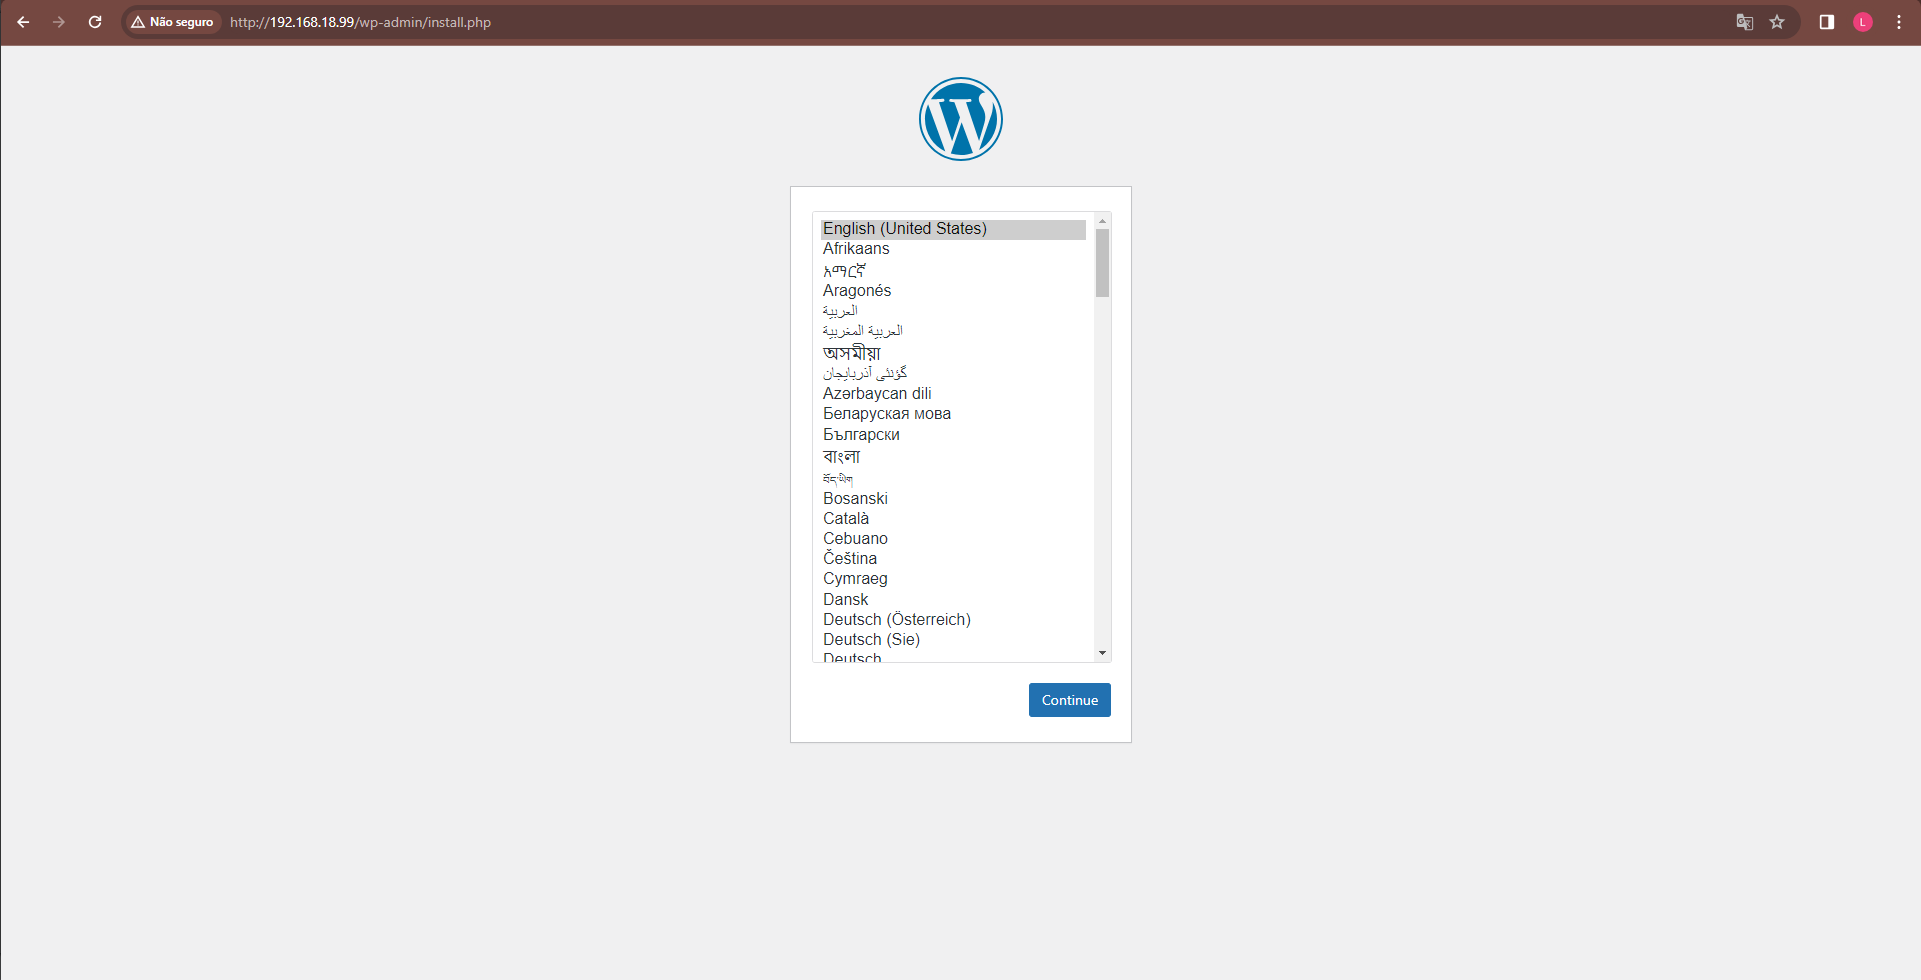 Não seguro http://192.168.18.99/wp-admin/install.php L
English (United States)
Afrikaans
አማርኛ
Aragonés
العربية
العربية المغربية
অসমীয়া
گؤنئی آذربایجان
Azərbaycan dili
Беларуская мова
Български
বাংলা
བོད་ཡིག
Bosanski
Català
Cebuano
Čeština
Cymraeg
Dansk
Deutsch (Österreich)
Deutsch (Sie)
Deutsch
Continue